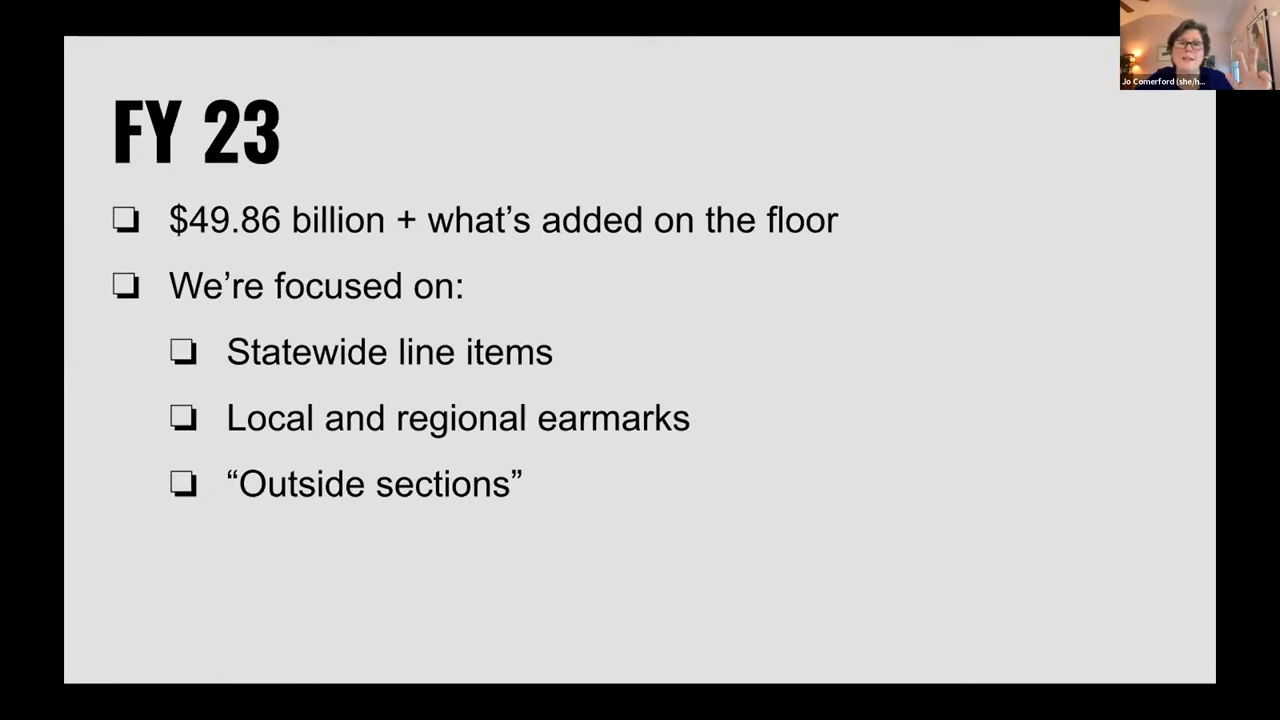 FY 23
$49.86 billion + what’s added on the floor
We’re focused on:
Statewide line items
Local and regional earmarks
“Outside sections”
Jo Comerford (she/h...